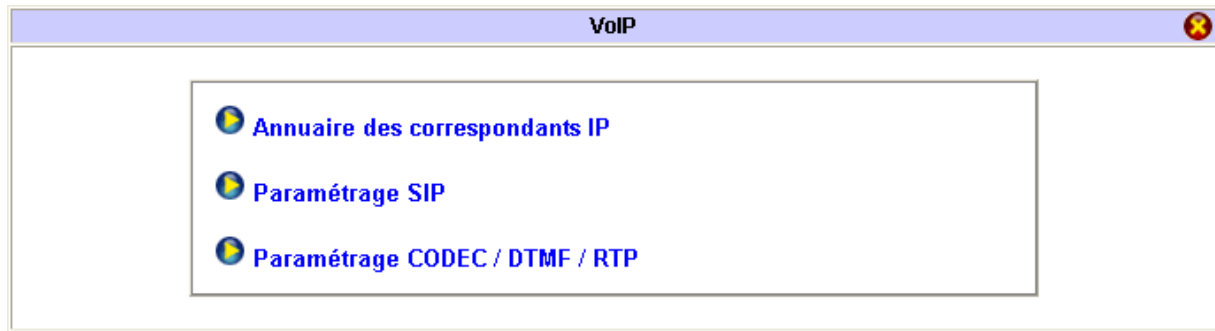 VoIP
Annuaire des correspondants IP
Paramétrage SIP
Paramétrage CODEC / DTMF / RTP